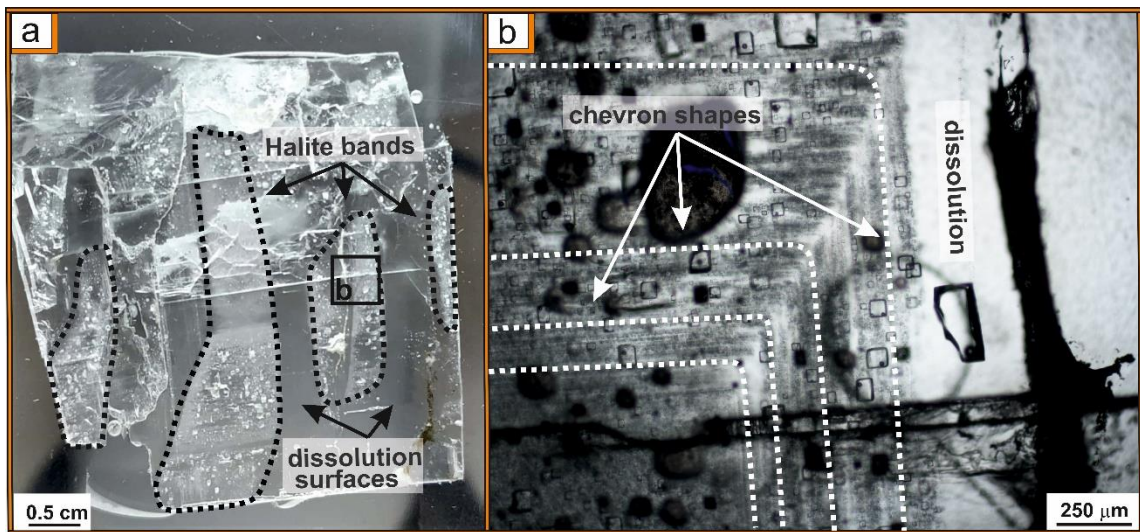 a
Halite bands
b
dissolution
surfaces
0.5 cm
b
chevron shapes
dissolution
250 μm